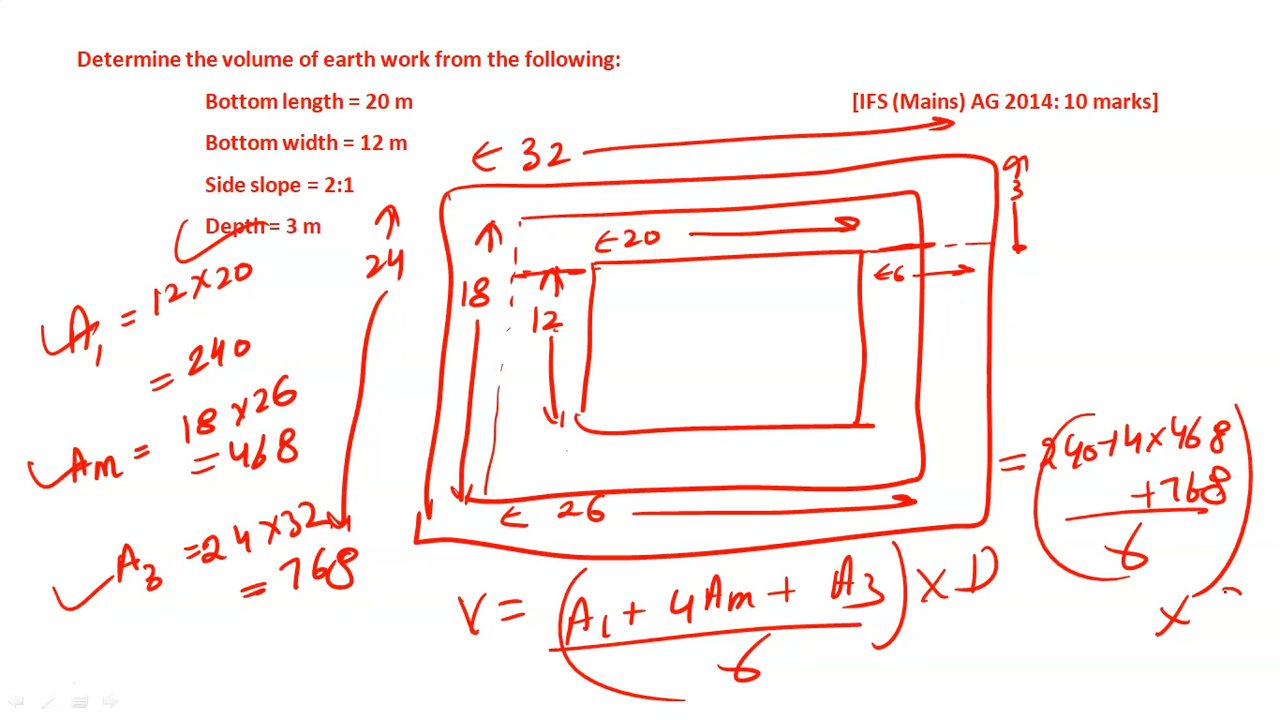 Determine the volume of earth work from the following:
Bottom length = 20 m
[IFS (Mains) AG 2014: 10 marks]
Bottom width = 12 m
Side slope = 2:1
Depth = 3 m
32
3
24
20
6
18
12
26
A1 = 12 × 20
= 240
Am = 18 × 26
= 468
A3 = 24 × 32
= 768
V = (A1 + 4Am + A3 / 6) × D
= (240 + 4 × 468
+ 768
/ 6)
×